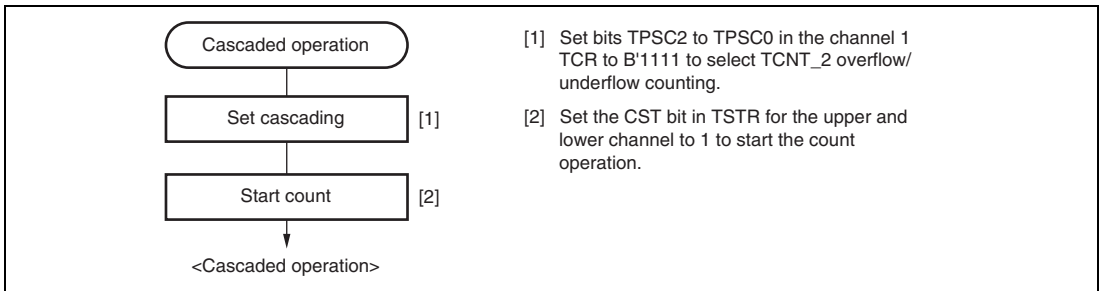 Cascaded operation
Set cascading
[1]
Start count
[2]
<Cascaded operation>
[1] Set bits TPSC2 to TPSC0 in the channel 1
TCR to B'1111 to select TCNT_2 overflow/
underflow counting.
[2] Set the CST bit in TSTR for the upper and
lower channel to 1 to start the count
operation.